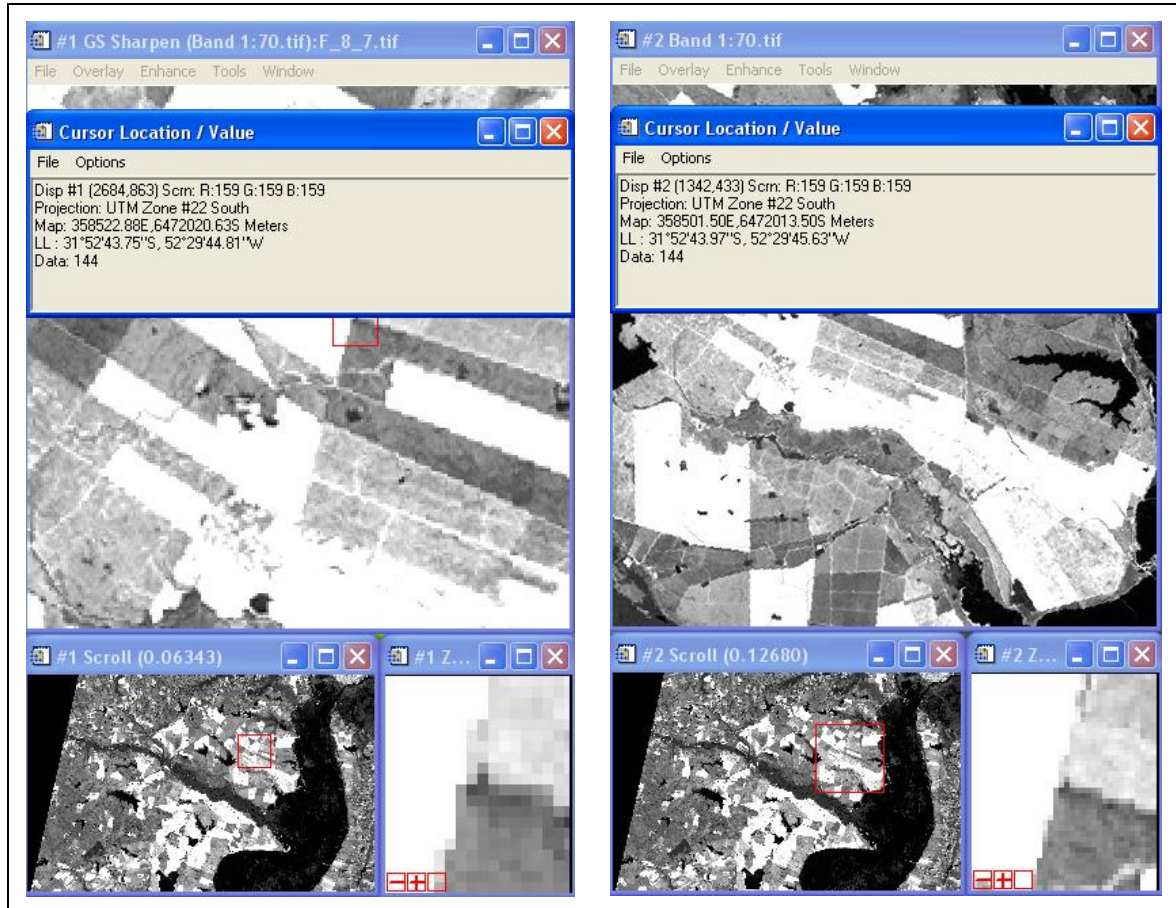 #1 GS Sharpen (Band 1:70.tif):F_8_7.tif
File Overlay Enhance Tools Window
Cursor Location / Value
File Options
Disp #1 (2684,863) Scrn: R:159 G:159 B:159
Projection: UTM Zone #22 South
Map: 358522.88E,6472020.63S Meters
LL : 31°52'43.75"S, 52°29'44.81"W
Data: 144
#1 Scroll (0.06343)
#1 Z...
#2 Band 1:70.tif
File Overlay Enhance Tools Window
Cursor Location / Value
File Options
Disp #2 (1342,433) Scrn: R:159 G:159 B:159
Projection: UTM Zone #22 South
Map: 358501.50E,6472013.50S Meters
LL : 31°52'43.97"S, 52°29'45.63"W
Data: 144
#2 Scroll (0.12680)
#2 Z...